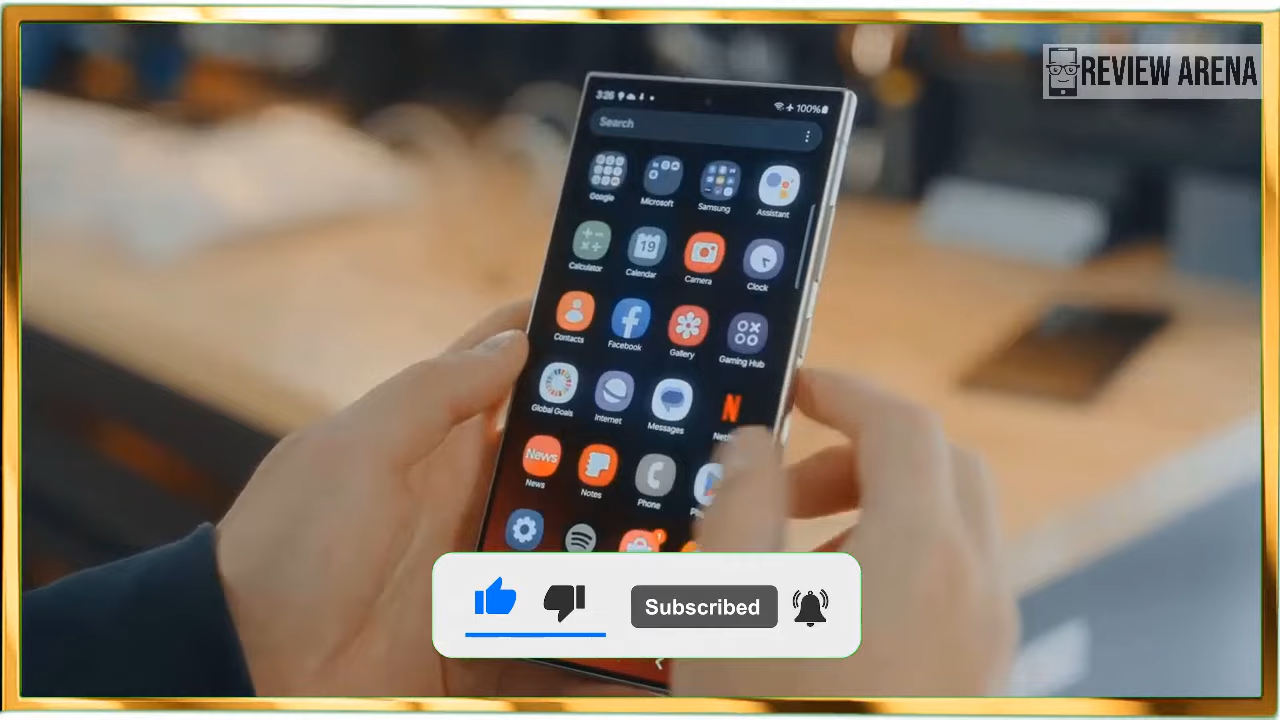 REVIEW ARENA
3:26
100%
Search
Google
Microsoft
Samsung
Assistant
Calculator
19
Calendar
Camera
Clock
Contacts
Facebook
Gallery
Gaming Hub
Global Goals
Internet
Messages
N
News
News
Notes
Phone
Subscribed